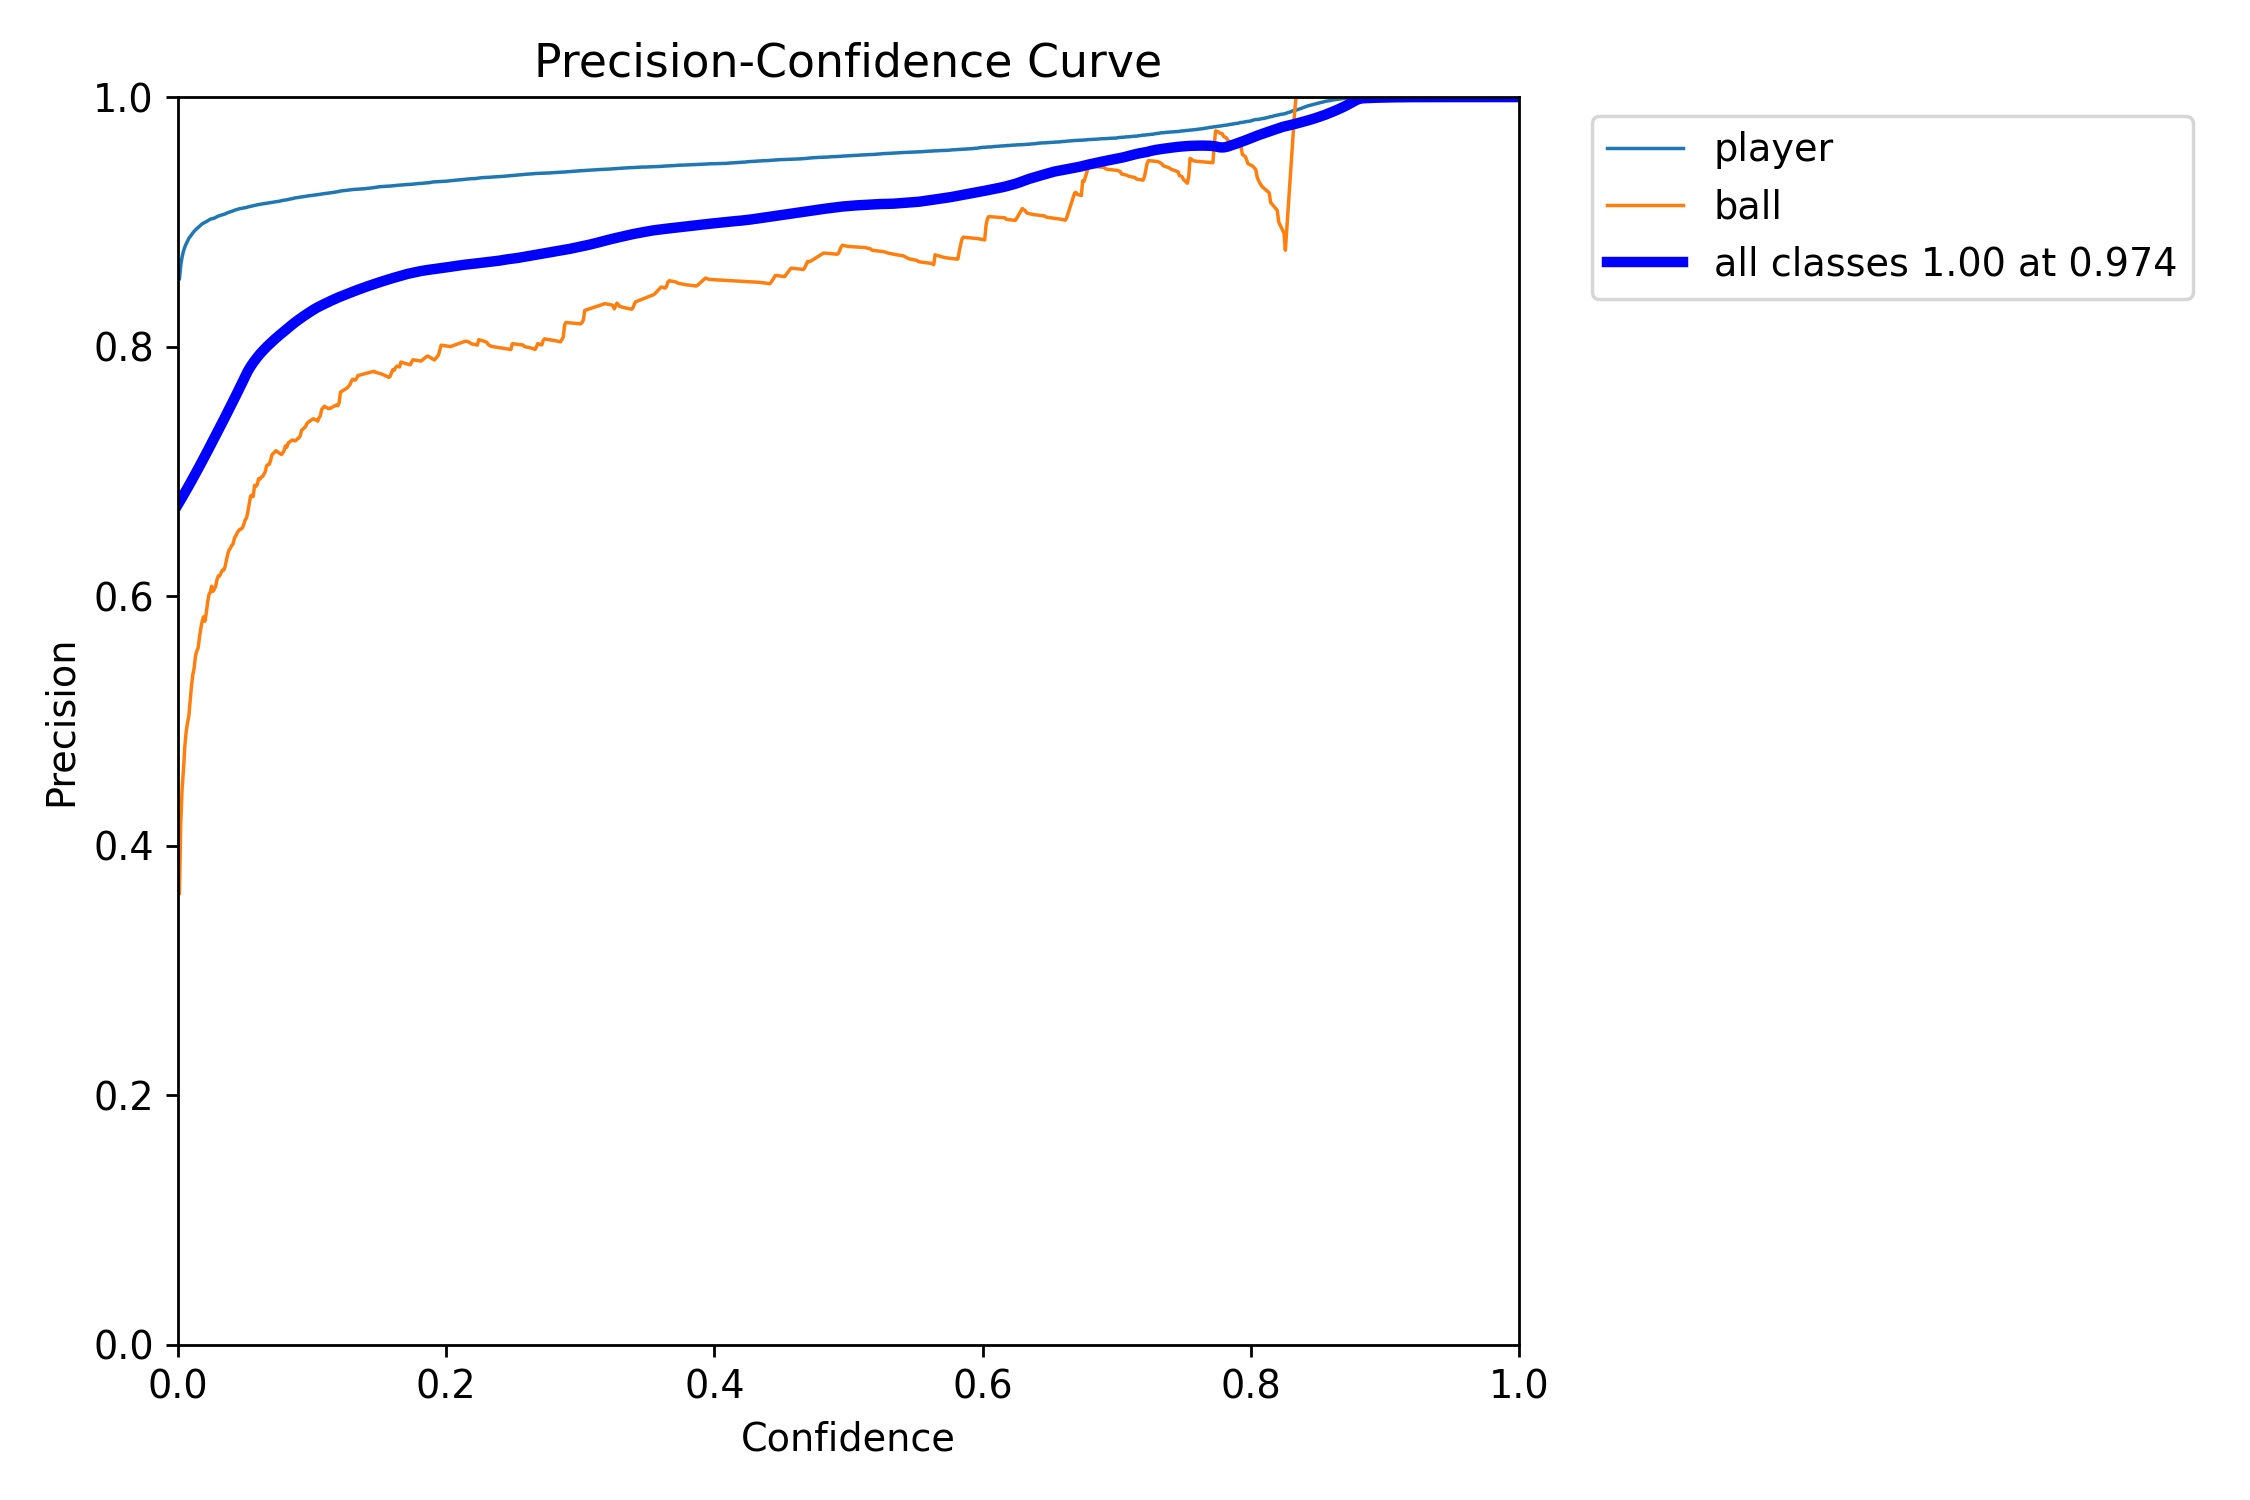 Precision-Confidence Curve
1.0
0.8
0.6
0.4
0.2
0.0
Precision
0.0 0.2 0.4 0.6 0.8 1.0
Confidence
player
ball
all classes 1.00 at 0.974